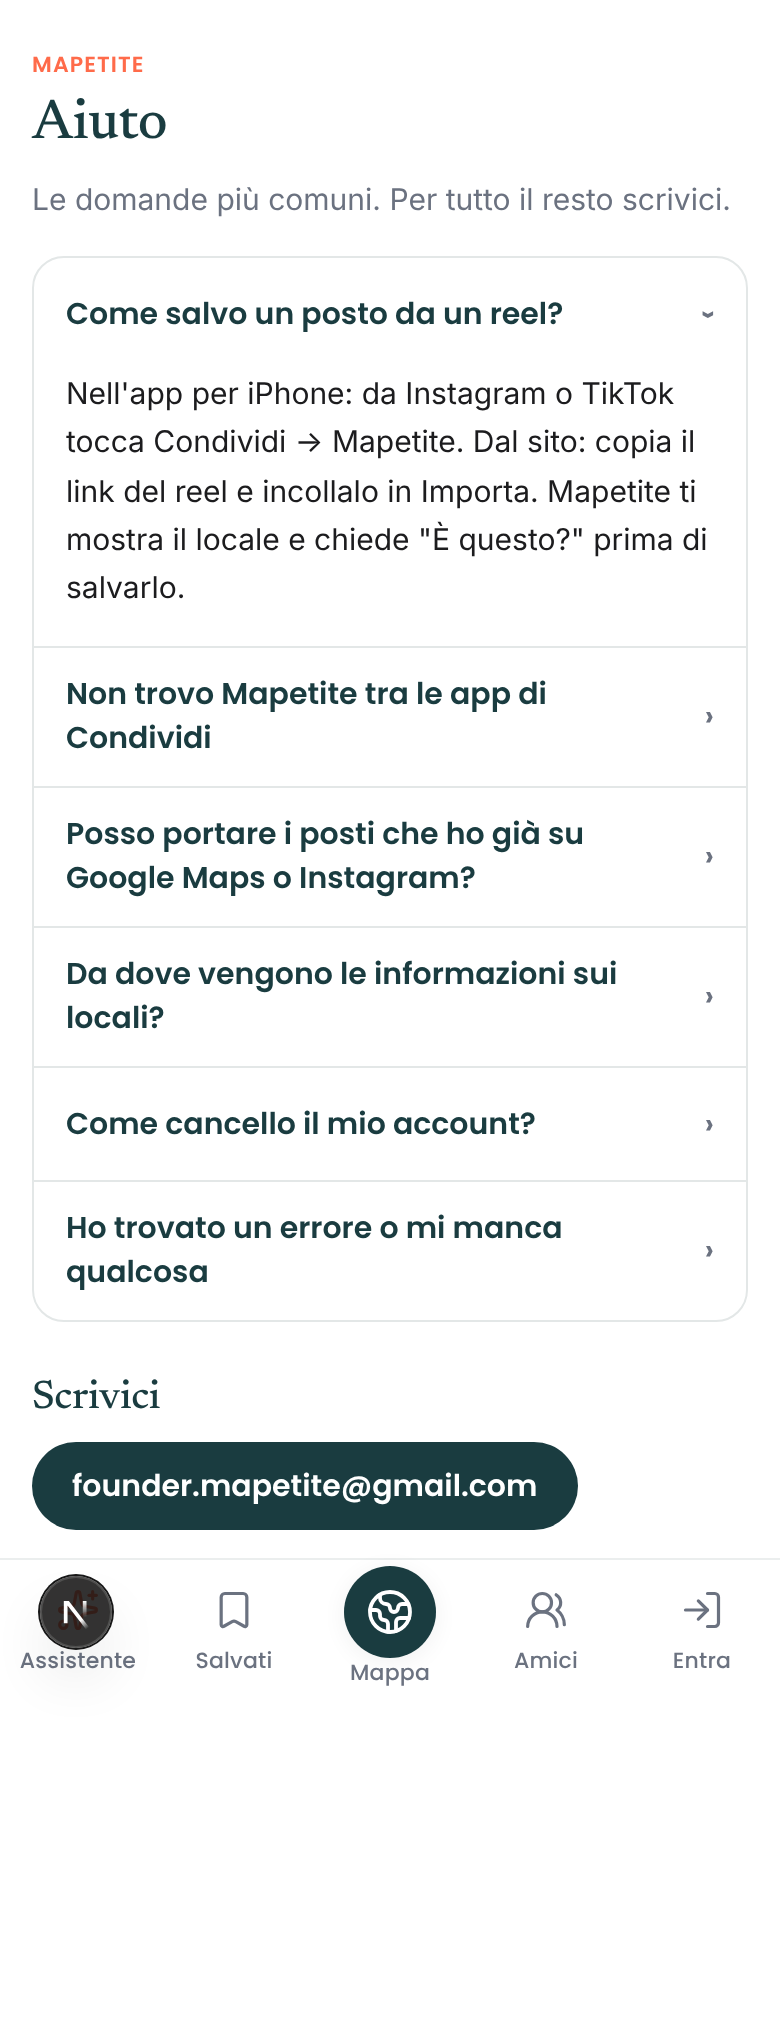 MAPETITE
Aiuto
Le domande più comuni. Per tutto il resto scrivici.
Come salvo un posto da un reel?
Nell'app per iPhone: da Instagram o TikTok
tocca Condividi → Mapetite. Dal sito: copia il
link del reel e incollalo in Importa. Mapetite ti
mostra il locale e chiede "È questo?" prima di
salvarlo.
Non trovo Mapetite tra le app di
Condividi
Posso portare i posti che ho già su
Google Maps o Instagram?
Da dove vengono le informazioni sui
locali?
Come cancello il mio account?
Ho trovato un errore o mi manca
qualcosa
Scrivici
founder.mapetite@gmail.com
N
Assistente
Salvati
Mappa
Amici
Entra